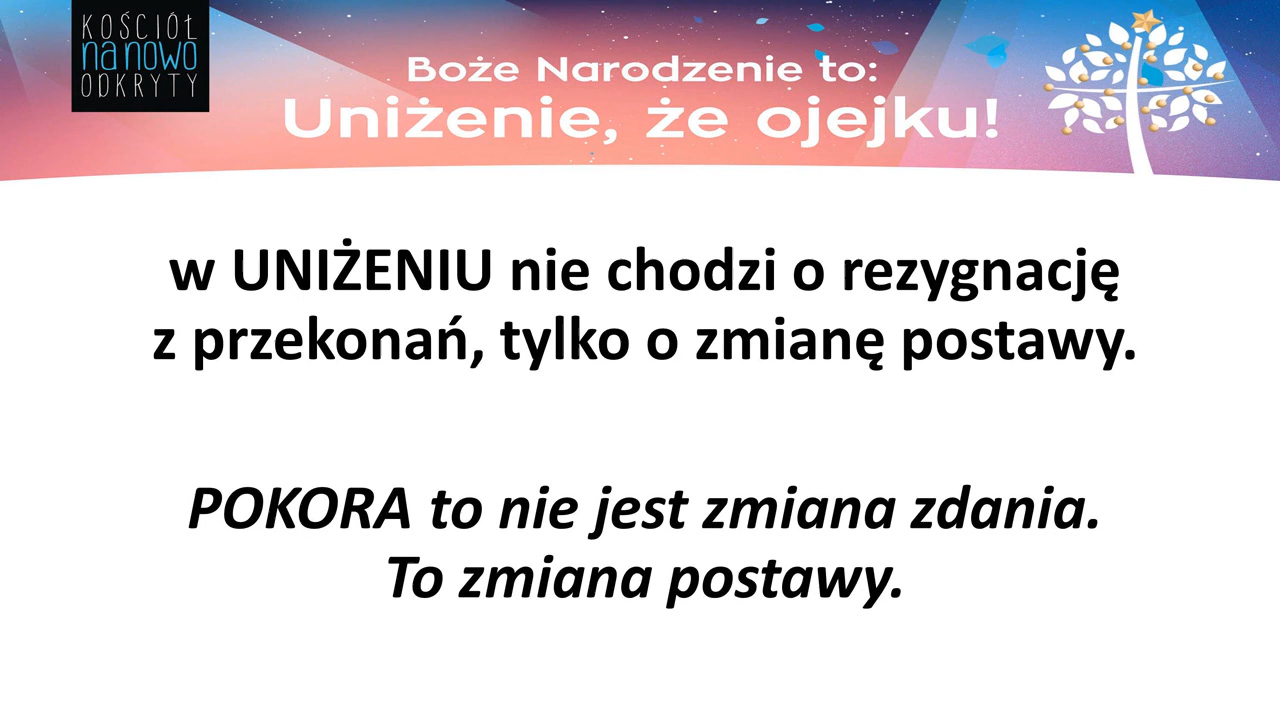 KOŚCIÓŁ
na nowo
ODKRYTY
Boże Narodzenie to:
Uniżenie, że ojejku!
w UNIŻENIU nie chodzi o rezygnację
z przekonań, tylko o zmianę postawy.
POKORA to nie jest zmiana zdania.
To zmiana postawy.